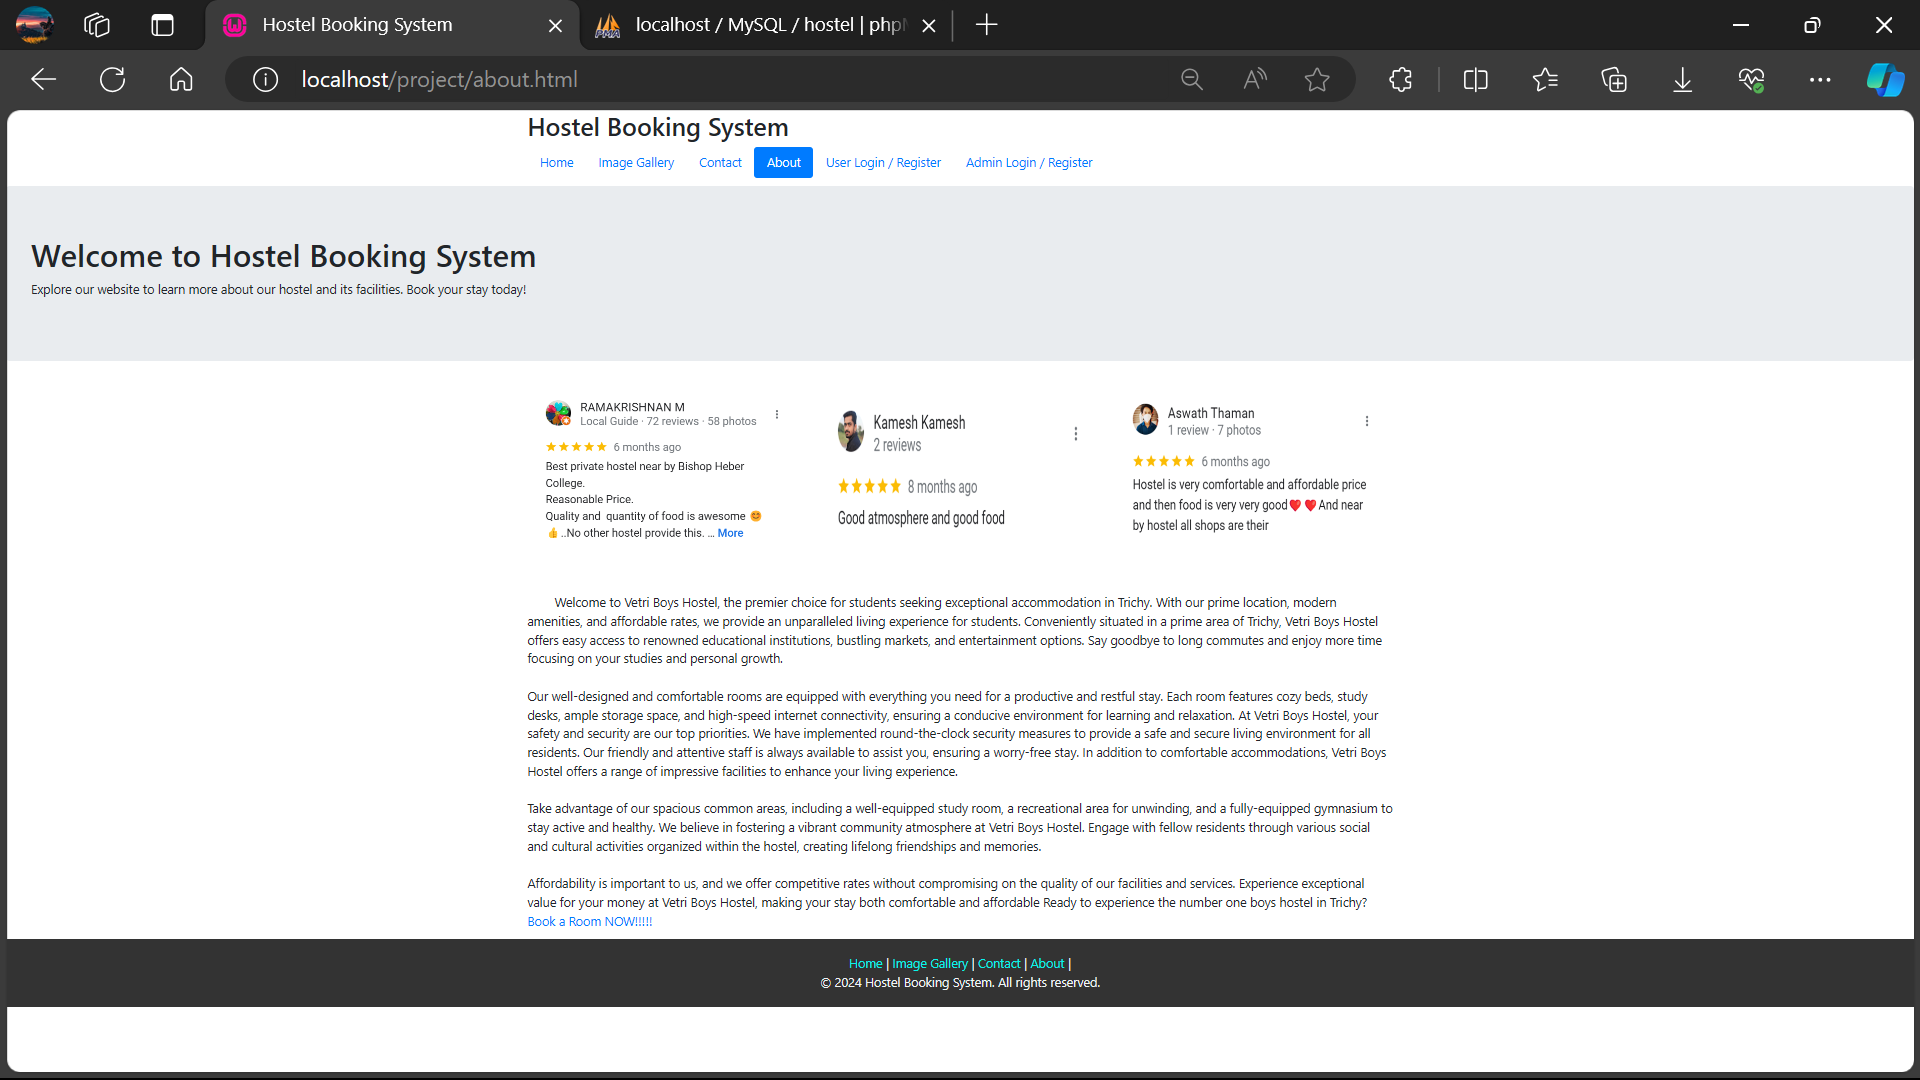 Hostel Booking System
localhost / MySQL / hostel | php
localhost/project/about.html
Hostel Booking System
Home Image Gallery Contact About User Login / Register Admin Login / Register
Welcome to Hostel Booking System
Explore our website to learn more about our hostel and its facilities. Book your stay today!
RAMAKRISHNAN M
Local Guide · 72 reviews · 58 photos
6 months ago
Best private hostel near by Bishop Heber
College.
Reasonable Price.
Quality and quantity of food is awesome 😊
👍 ..No other hostel provide this. ... More
Kamesh Kamesh
2 reviews
8 months ago
Good atmosphere and good food
Aswath Thaman
1 review · 7 photos
6 months ago
Hostel is very comfortable and affordable price
and then food is very very good❤️ ❤️And near
by hostel all shops are their
Welcome to Vetri Boys Hostel, the premier choice for students seeking exceptional accommodation in Trichy. With our prime location, modern
amenities, and affordable rates, we provide an unparalleled living experience for students. Conveniently situated in a prime area of Trichy, Vetri Boys Hostel
offers easy access to renowned educational institutions, bustling markets, and entertainment options. Say goodbye to long commutes and enjoy more time
focusing on your studies and personal growth.
Our well-designed and comfortable rooms are equipped with everything you need for a productive and restful stay. Each room features cozy beds, study
desks, ample storage space, and high-speed internet connectivity, ensuring a conducive environment for learning and relaxation. At Vetri Boys Hostel, your
safety and security are our top priorities. We have implemented round-the-clock security measures to provide a safe and secure living environment for all
residents. Our friendly and attentive staff is always available to assist you, ensuring a worry-free stay. In addition to comfortable accommodations, Vetri Boys
Hostel offers a range of impressive facilities to enhance your living experience.
Take advantage of our spacious common areas, including a well-equipped study room, a recreational area for unwinding, and a fully-equipped gymnasium to
stay active and healthy. We believe in fostering a vibrant community atmosphere at Vetri Boys Hostel. Engage with fellow residents through various social
and cultural activities organized within the hostel, creating lifelong friendships and memories.
Affordability is important to us, and we offer competitive rates without compromising on the quality of our facilities and services. Experience exceptional
value for your money at Vetri Boys Hostel, making your stay both comfortable and affordable Ready to experience the number one boys hostel in Trichy?
Book a Room NOW!!!!!
Home | Image Gallery | Contact | About |
© 2024 Hostel Booking System. All rights reserved.